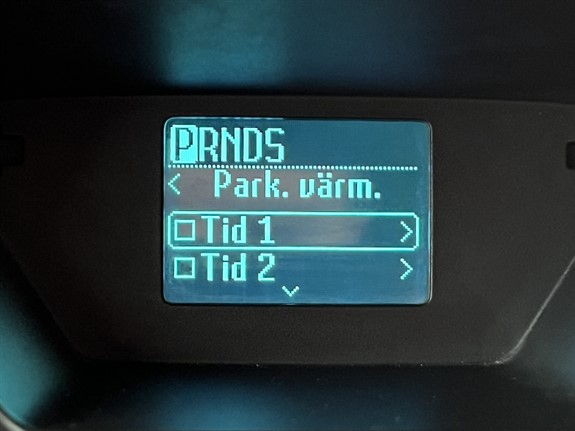 PRNDS
< Park. värm.
Tid 1 >
Tid 2 >